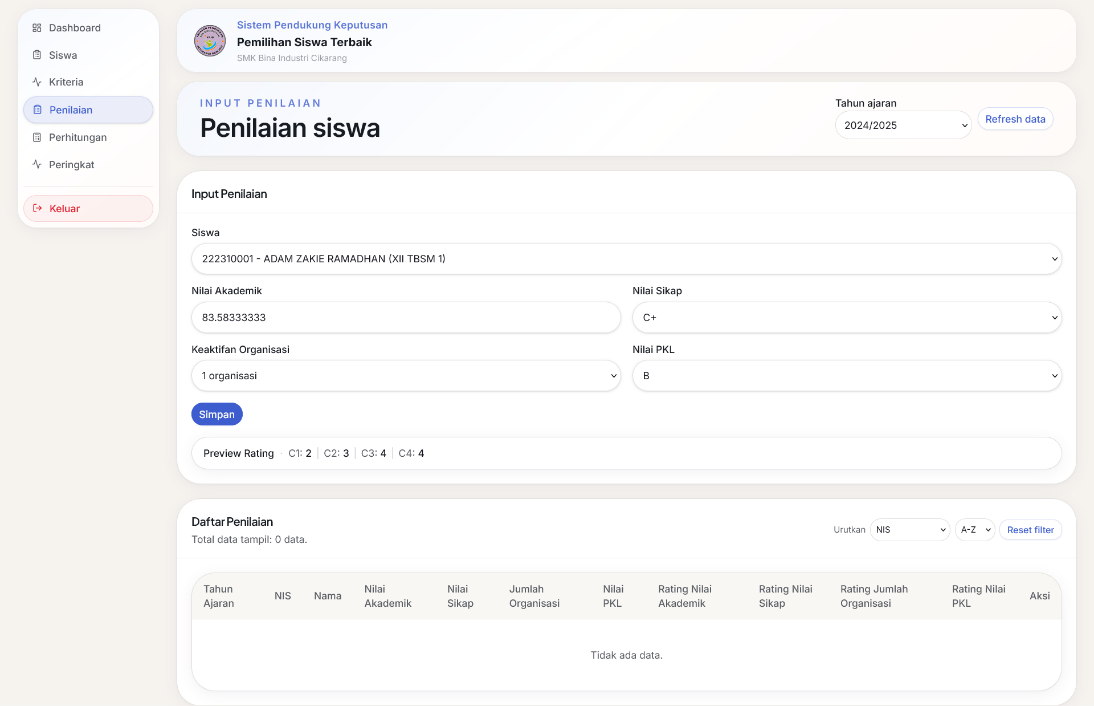 Dashboard
Siswa
Kriteria
Penilaian
Perhitungan
Peringkat
Keluar
Sistem Pendukung Keputusan
Pemilihan Siswa Terbaik
SMK Bina Industri Cikarang
INPUT PENILAIAN
Penilaian siswa
Tahun ajaran
2024/2025
Refresh data
Input Penilaian
Siswa
222310001 - ADAM ZAKIE RAMADHAN (XII TBSM 1)
Nilai Akademik
Nilai Sikap
83.58333333
C+
Keaktifan Organisasi
Nilai PKL
1 organisasi
B
Simpan
Preview Rating · C1: 2 | C2: 3 | C3: 4 | C4: 4
Daftar Penilaian
Total data tampil: 0 data.
Urutkan NIS A-Z Reset filter
Tahun Ajaran
NIS
Nama
Nilai Akademik
Nilai Sikap
Jumlah Organisasi
Nilai PKL
Rating Nilai Akademik
Rating Nilai Sikap
Rating Jumlah Organisasi
Rating Nilai PKL
Aksi
Tidak ada data.